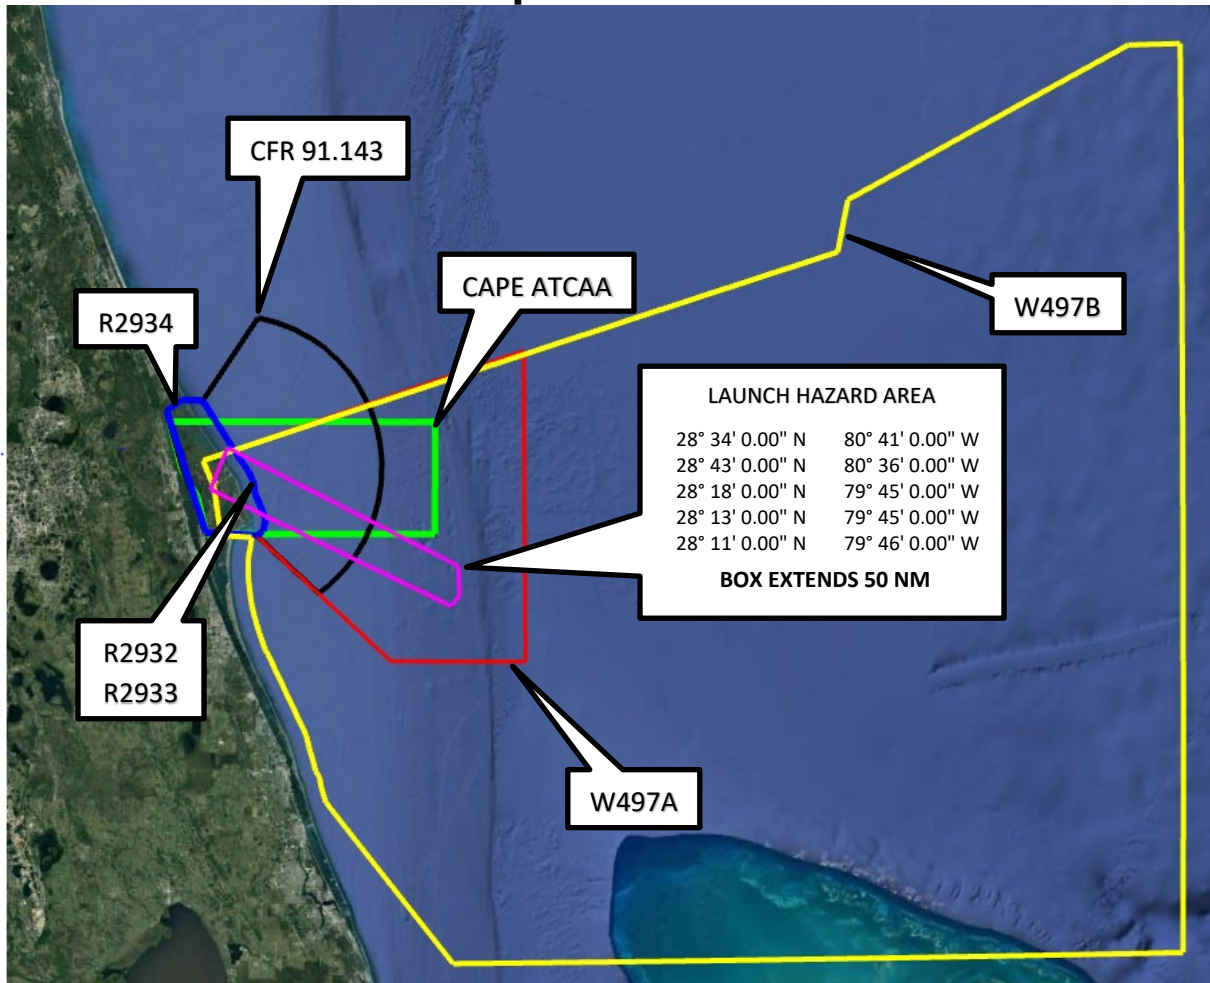 CFR 91.143
CAPE ATCAA
R2934
W497B
LAUNCH HAZARD AREA
28° 34' 0.00" N 80° 41' 0.00" W
28° 43' 0.00" N 80° 36' 0.00" W
28° 18' 0.00" N 79° 45' 0.00" W
28° 13' 0.00" N 79° 45' 0.00" W
28° 11' 0.00" N 79° 46' 0.00" W
BOX EXTENDS 50 NM
R2932
R2933
W497A